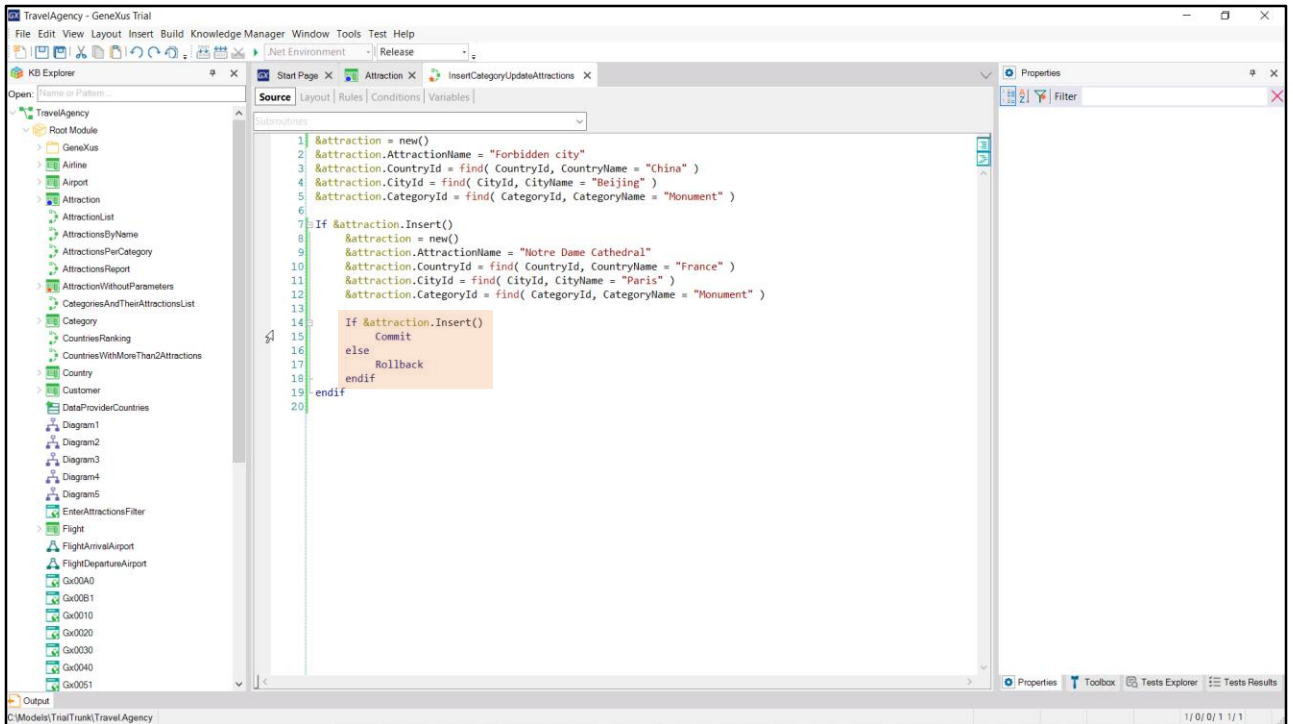 TravelAgency - GeneXus Trial
File Edit View Layout Insert Build Knowledge Manager Window Tools Test Help
.Net Environment Release
KB Explorer
Open: Name or Pattern...
TravelAgency
Root Module
GeneXus
Airline
Airport
Attraction
AttractionList
AttractionsByName
AttractionsPerCategory
AttractionsReport
AttractionWithoutParameters
CategoriesAndTheirAttractionsList
Category
CountriesRanking
CountriesWithMoreThan2Attractions
Country
Customer
DataProviderCountries
Diagram1
Diagram2
Diagram3
Diagram4
Diagram5
EnterAttractionsFilter
Flight
FlightArrivalAirport
FlightDepartureAirport
Gx00A0
Gx00B1
Gx0010
Gx0020
Gx0030
Gx0040
Gx0051
Start Page Attraction InsertCategoryUpdateAttractions
Source Layout Rules Conditions Variables
Subroutines
1 &attraction = new()
2 &attraction.AttractionName = "Forbidden city"
3 &attraction.CountryId = find( CountryId, CountryName = "China" )
4 &attraction.CityId = find( CityId, CityName = "Beijing" )
5 &attraction.CategoryId = find( CategoryId, CategoryName = "Monument" )
6
7 If &attraction.Insert()
8 &attraction = new()
9 &attraction.AttractionName = "Notre Dame Cathedral"
10 &attraction.CountryId = find( CountryId, CountryName = "France" )
11 &attraction.CityId = find( CityId, CityName = "Paris" )
12 &attraction.CategoryId = find( CategoryId, CategoryName = "Monument" )
13
14 If &attraction.Insert()
15 Commit
16 else
17 Rollback
18 endif
19 endif
20
Properties
Filter
Properties Toolbox Tests Explorer Tests Results
Output
C:\Models\TrialTrunk\Travel.Agency
1/ 0/ 0/ 1 1/ 1